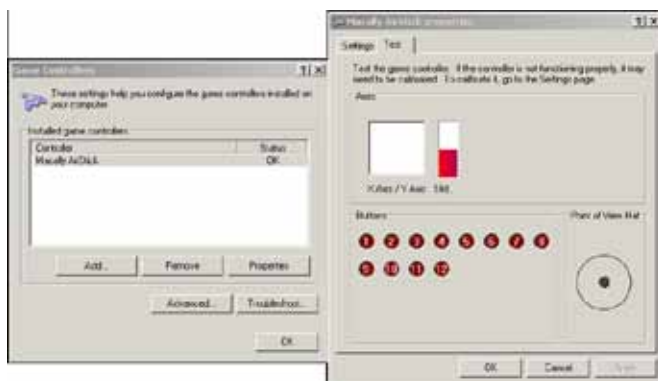 Game Controllers
These settings help you configure the game controllers installed on
your computer.
Installed game controllers
Controller Status
Macally AirStick OK
Add... Remove Properties
Advanced... Troubleshoot...
OK
Macally AirStick properties
Settings Test
Test the game controller. If the controller is not functioning properly, it may
need to be calibrated. To calibrate it, go to the Settings page.
Axes
X Axis / Y Axis
Buttons
Point of View Hat
1 2 3 4 5 6 7 8
9 10 11 12
OK Cancel Apply